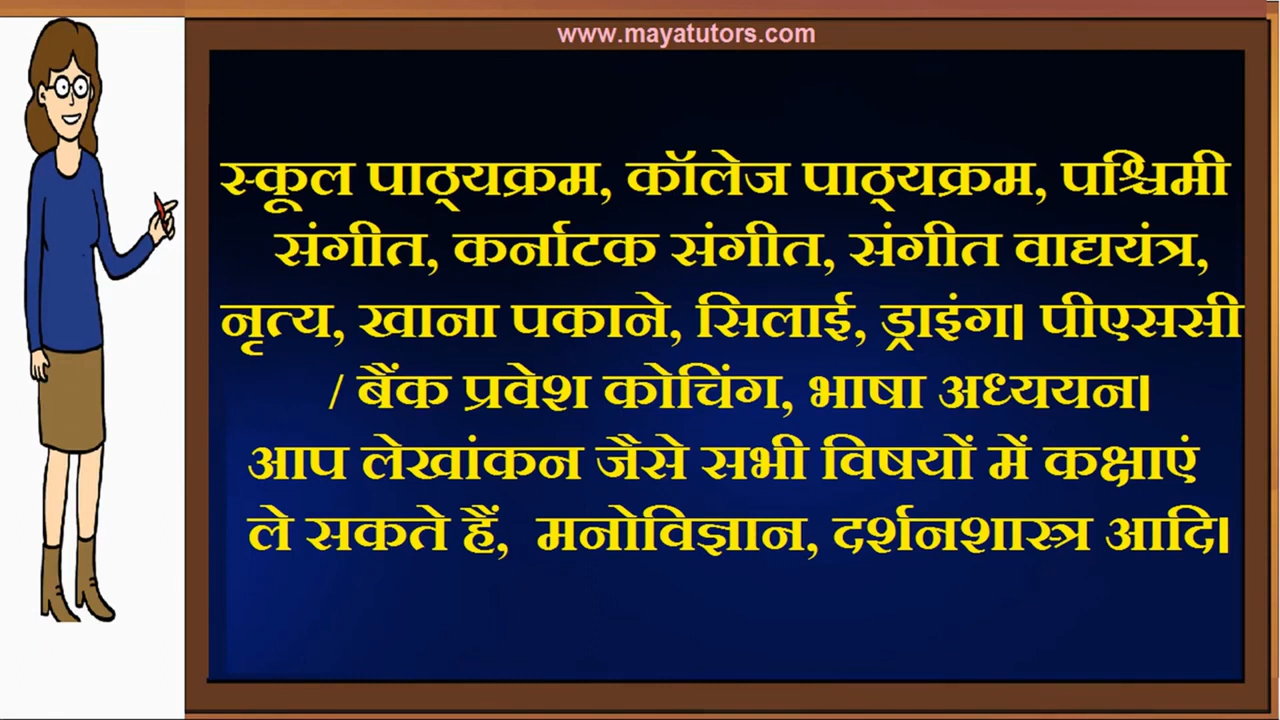 www.mayatutors.com
स्कूल पाठ्यक्रम, कॉलेज पाठ्यक्रम, पश्चिमी
संगीत, कर्नाटक संगीत, संगीत वाद्ययंत्र,
नृत्य, खाना पकाने, सिलाई, ड्राइंग। पीएससी
/ बैंक प्रवेश कोचिंग, भाषा अध्ययन।
आप लेखांकन जैसे सभी विषयों में कक्षाएं
ले सकते हैं, मनोविज्ञान, दर्शनशास्त्र आदि।